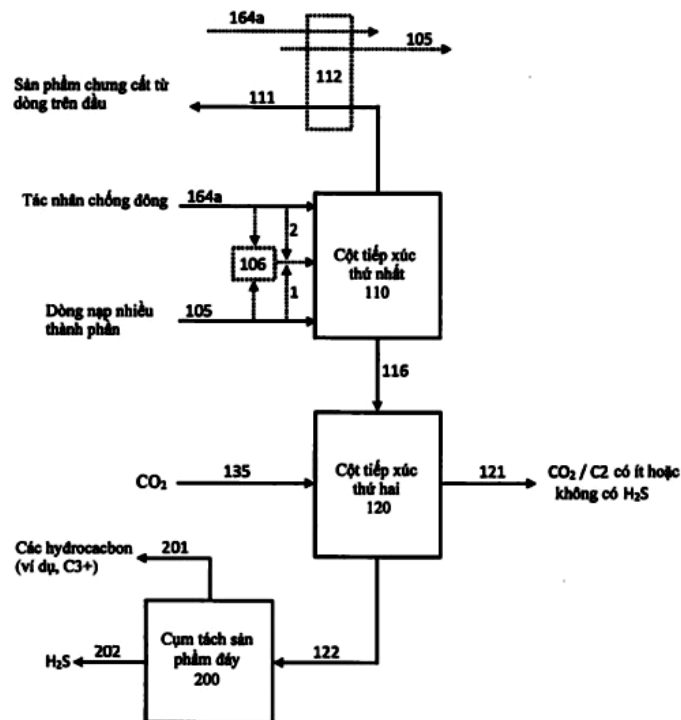 164a
105
112
Sản phẩm chưng cất từ
dòng trên đầu
111
Tác nhân chống đông
164a
2
106
1
Cột tiếp xúc
thứ nhất
110
Dòng nạp nhiều
thành phần
105
116
CO₂
135
Cột tiếp xúc
thứ hai
120
121
CO₂ / C2 có ít hoặc
không có H₂S
Các hydrocacbon
(ví dụ, C3+)
201
H₂S
202
Cụm tách sản
phẩm đáy
200
122